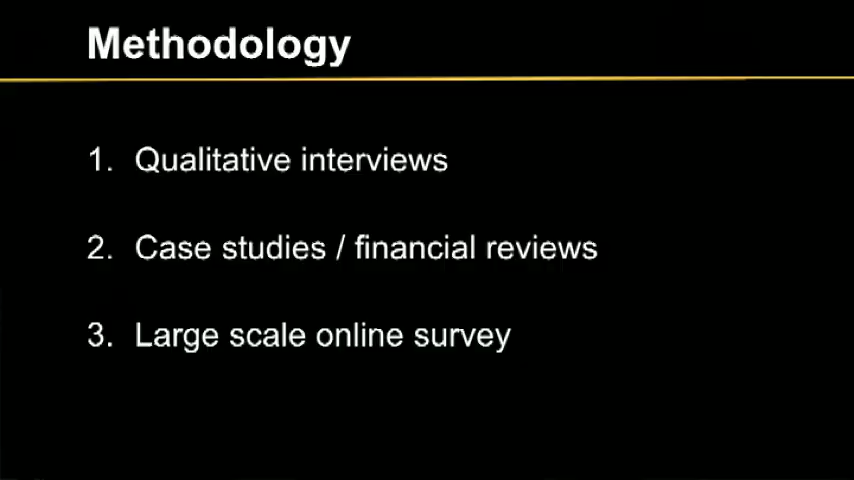 Methodology
1. Qualitative interviews
2. Case studies / financial reviews
3. Large scale online survey